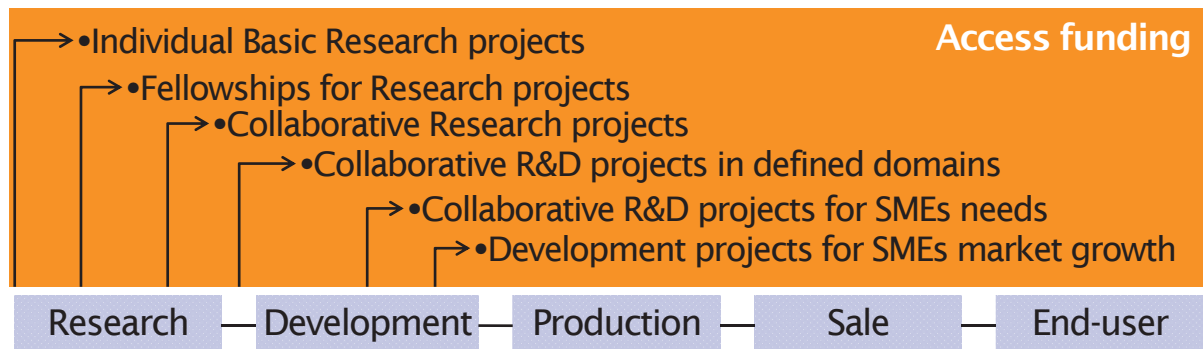 •Individual Basic Research projects
Access funding
•Fellowships for Research projects
•Collaborative Research projects
•Collaborative R&D projects in defined domains
•Collaborative R&D projects for SMEs needs
•Development projects for SMEs market growth
Research
Development
Production
Sale
End-user